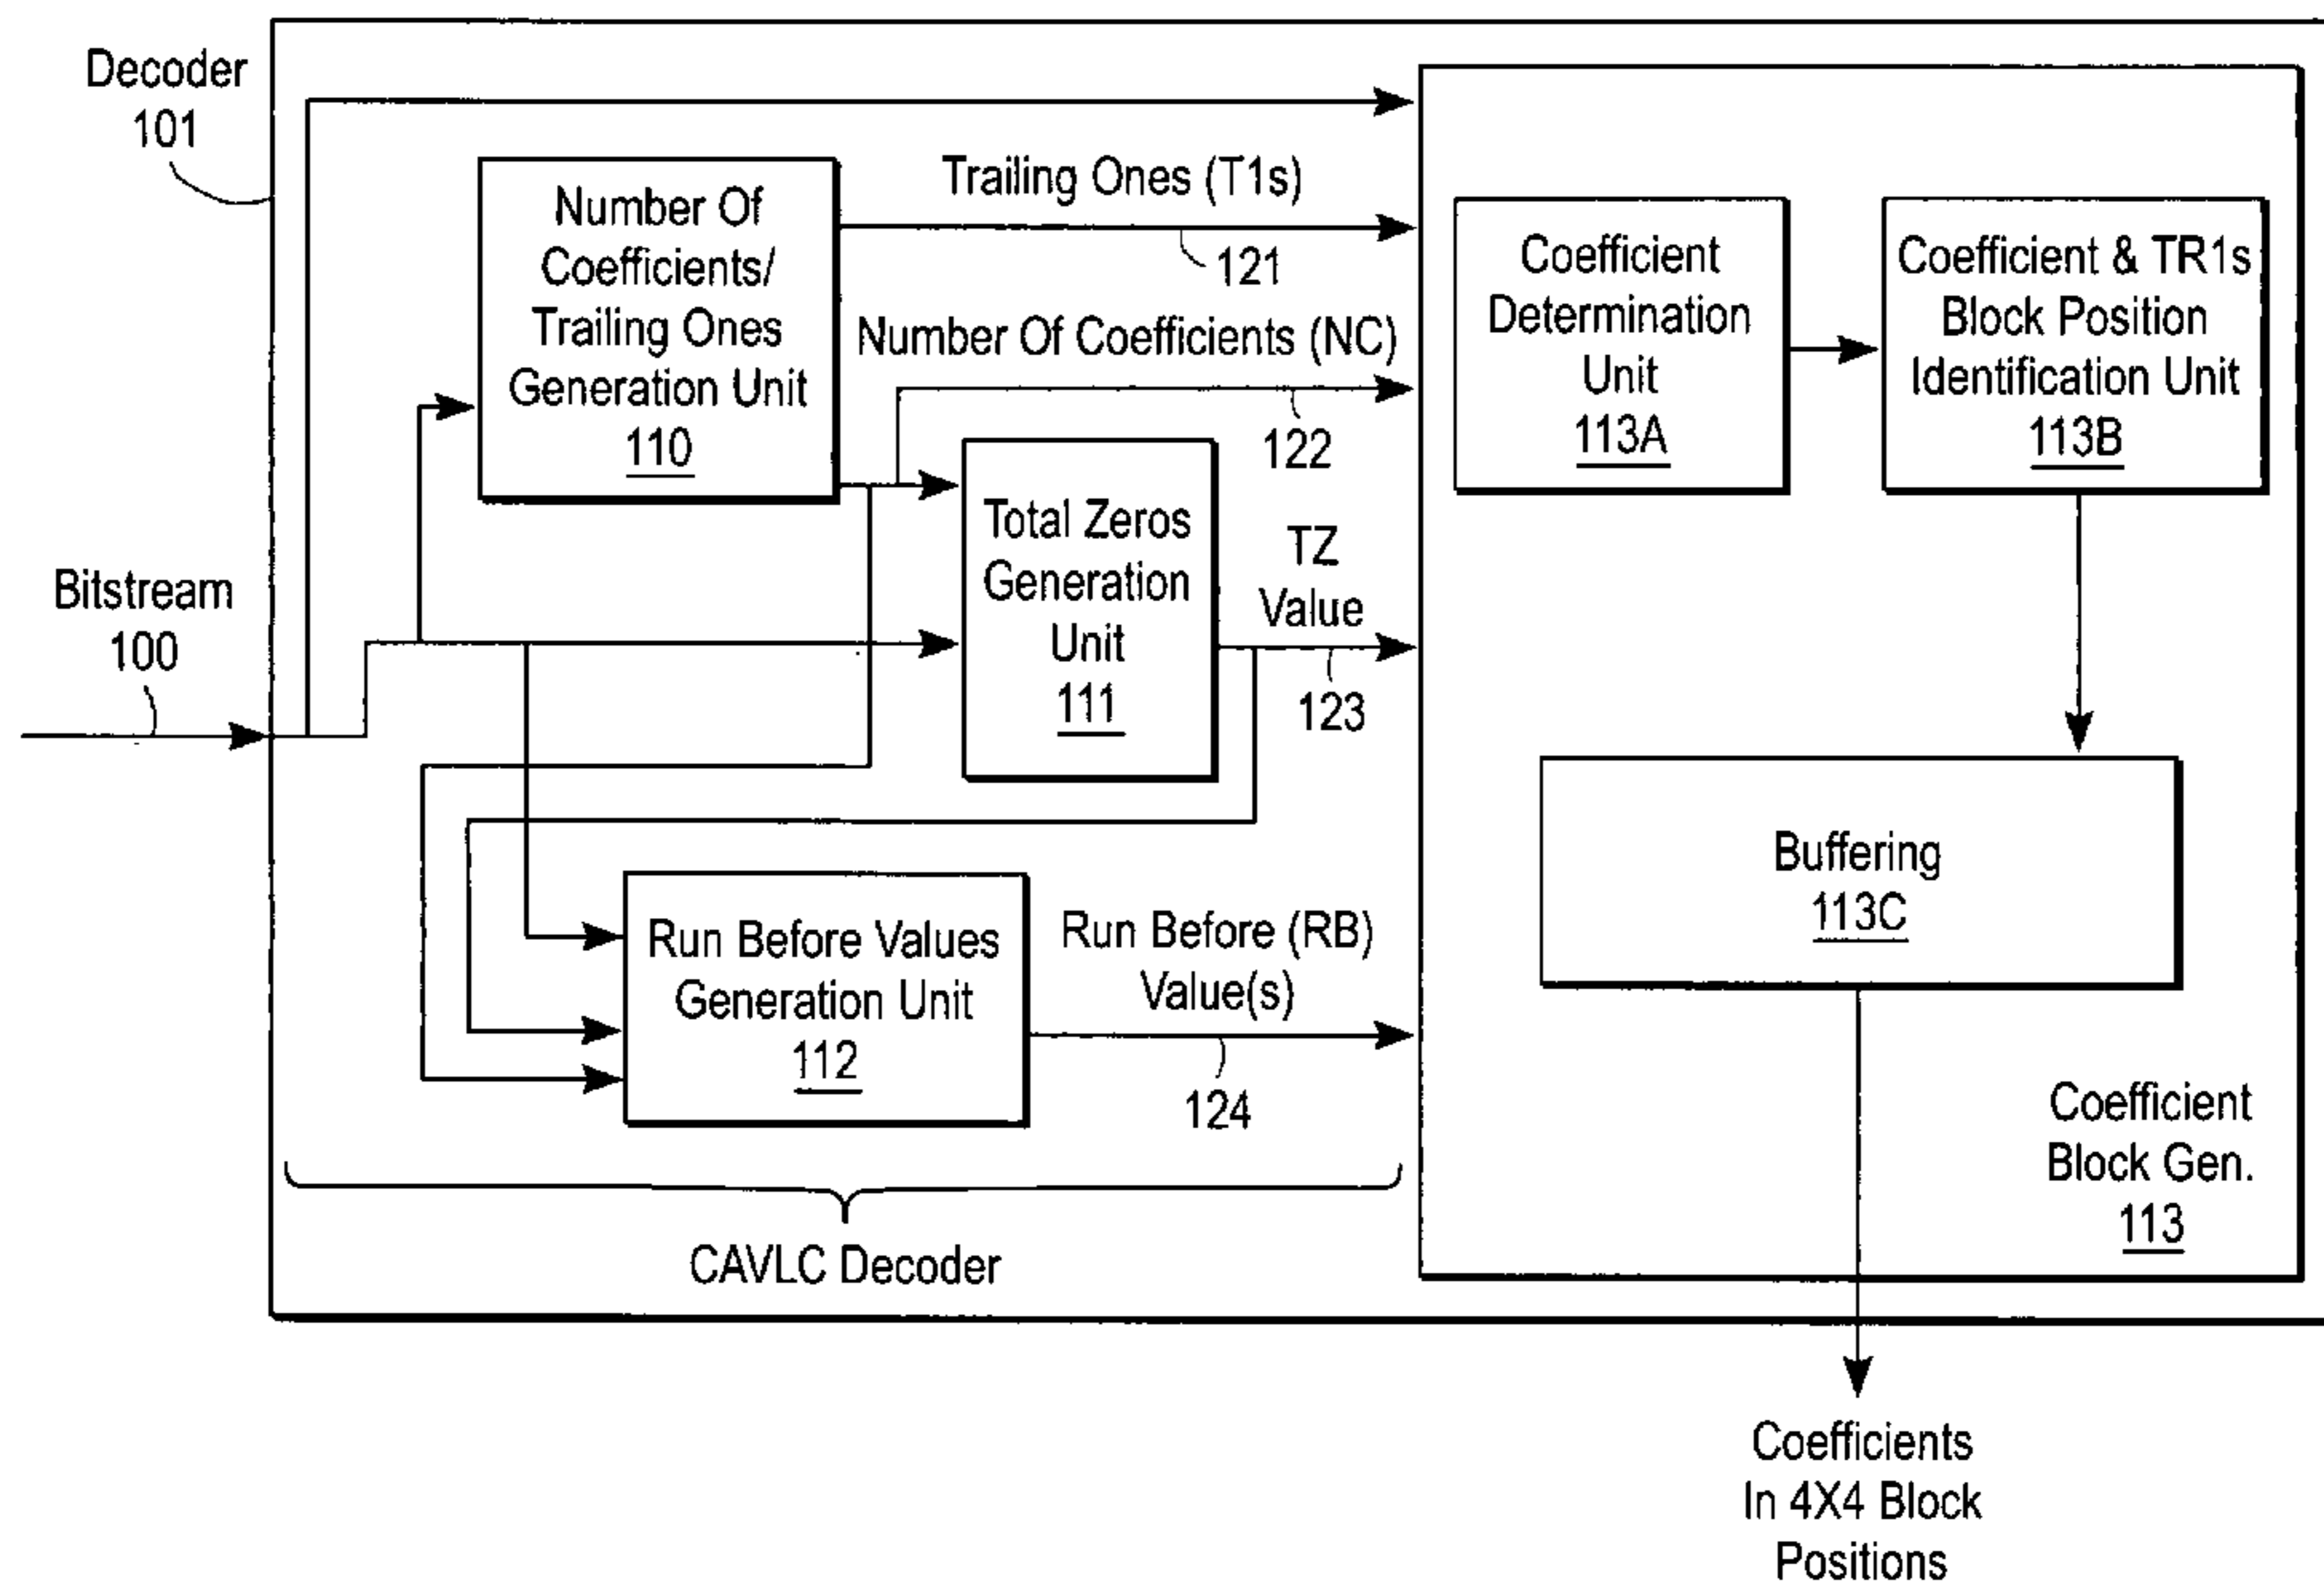 Decoder
101
Bitstream
100
Number Of
Coefficients/
Trailing Ones
Generation Unit
110
Trailing Ones (T1s)
121
Number Of Coefficients (NC)
122
Total Zeros
Generation
Unit
111
TZ
Value
123
Run Before Values
Generation Unit
112
Run Before (RB)
Value(s)
124
CAVLC Decoder
Coefficient
Determination
Unit
113A
Coefficient & TR1s
Block Position
Identification Unit
113B
Buffering
113C
Coefficient
Block Gen.
113
Coefficients
In 4X4 Block
Positions